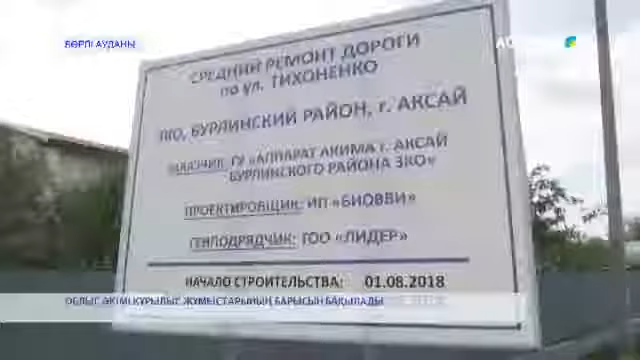 БӨРЛІ АУДАНЫ
СРЕДНИЙ РЕМОНТ ДОРОГИ
по ул. ТИХОНЕНКО
БУРЛИНСКИЙ РАЙОН, г. АКСАЙ
ЗАКАЗЧИК: ГУ «АППАРАТ АКИМА г. АКСАЙ
БУРЛИНСКОГО РАЙОНА ЗКО»
ПРОЕКТИРОВЩИК: ИП «БИОВВИ»
ГЕНПОДРЯДЧИК: ТОО «ЛИДЕР»
НАЧАЛО СТРОИТЕЛЬСТВА: 01.08.2018
ОБЛЫС ӘКІМІ ҚҰРЫЛЫС ЖҰМЫСТАРЫНЫҢ БАРЫСЫН БАҚЫЛАДЫ